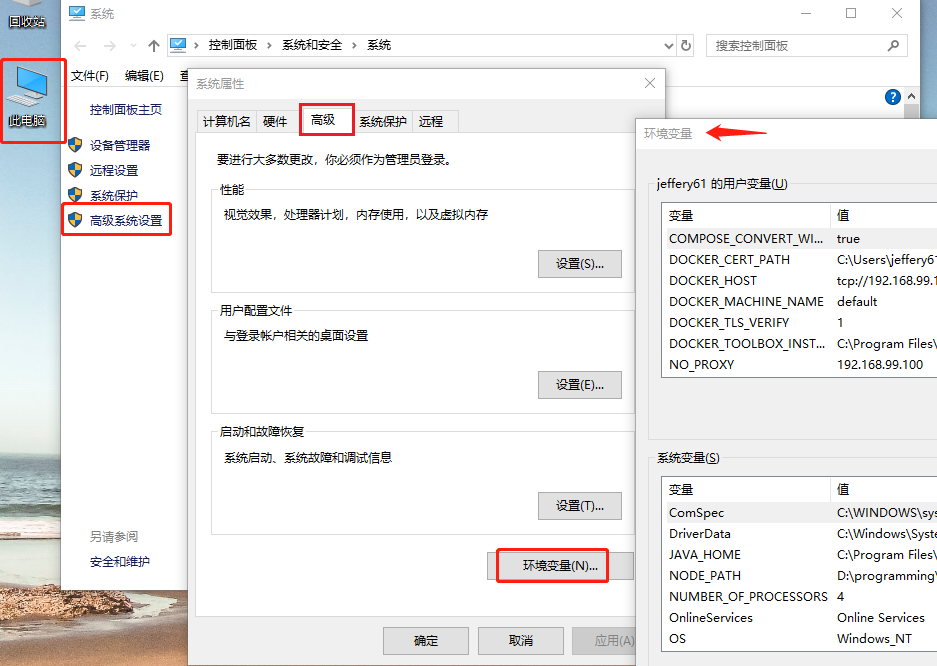 回收站
此电脑
系统
控制面板 系统和安全 系统
搜索控制面板
文件(F) 编辑(E)
控制面板主页
设备管理器
远程设置
系统保护
高级系统设置
另请参阅
安全和维护
系统属性
计算机名 硬件 高级 系统保护 远程
要进行大多数更改，你必须作为管理员登录。
性能
视觉效果，处理器计划，内存使用，以及虚拟内存
设置(S)...
用户配置文件
与登录帐户相关的桌面设置
设置(E)...
启动和故障恢复
系统启动、系统故障和调试信息
设置(T)...
环境变量(N)...
确定 取消 应用(A)
环境变量
jeffery61 的用户变量(U)
变量 值
COMPOSE_CONVERT_WI... true
DOCKER_CERT_PATH C:\Users\jeffery61
DOCKER_HOST tcp://192.168.99.1
DOCKER_MACHINE_NAME default
DOCKER_TLS_VERIFY 1
DOCKER_TOOLBOX_INST... C:\Program Files\
NO_PROXY 192.168.99.100
系统变量(S)
变量 值
ComSpec C:\WINDOWS\sys
DriverData C:\Windows\Syste
JAVA_HOME C:\Program Files\
NODE_PATH D:\programming\
NUMBER_OF_PROCESSORS 4
OnlineServices Online Services
OS Windows_NT